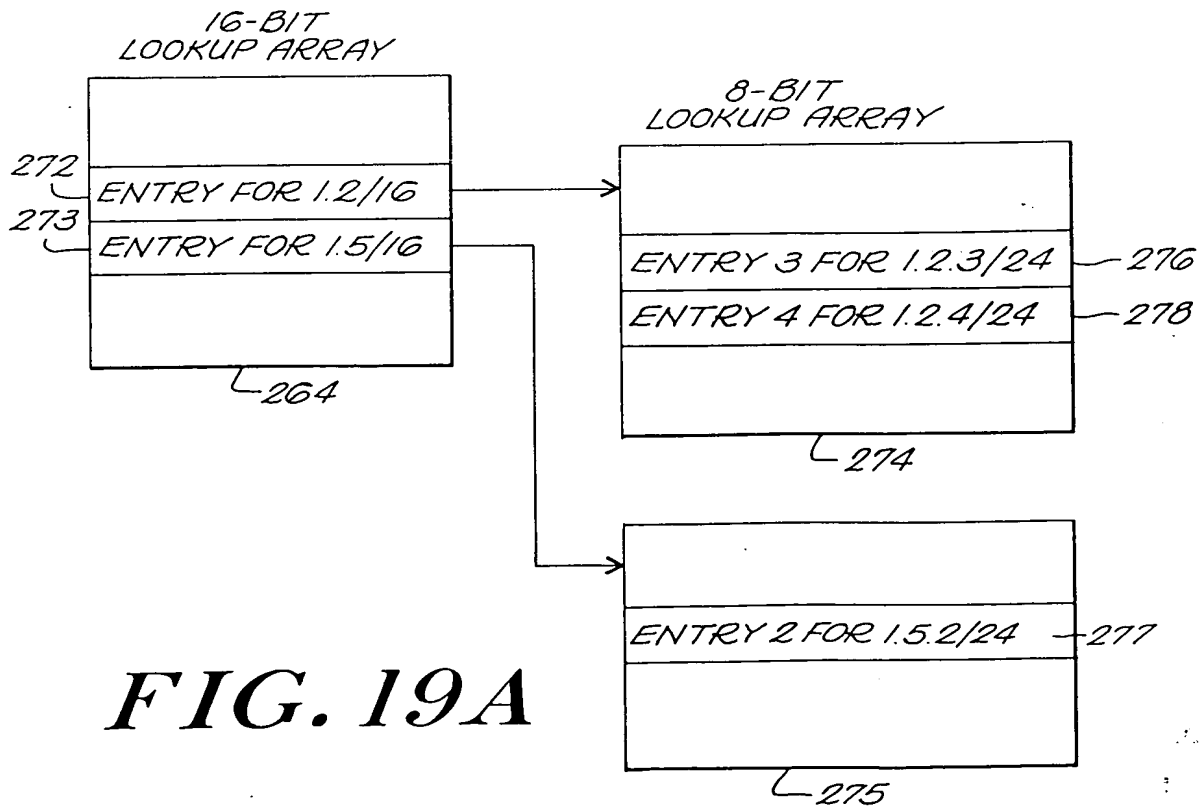 16-BIT
LOOKUP ARRAY
272
ENTRY FOR 1.2/16
273
ENTRY FOR 1.5/16
264
8-BIT
LOOKUP ARRAY
ENTRY 3 FOR 1.2.3/24
276
ENTRY 4 FOR 1.2.4/24
278
274
ENTRY 2 FOR 1.5.2/24
277
275
FIG. 19A